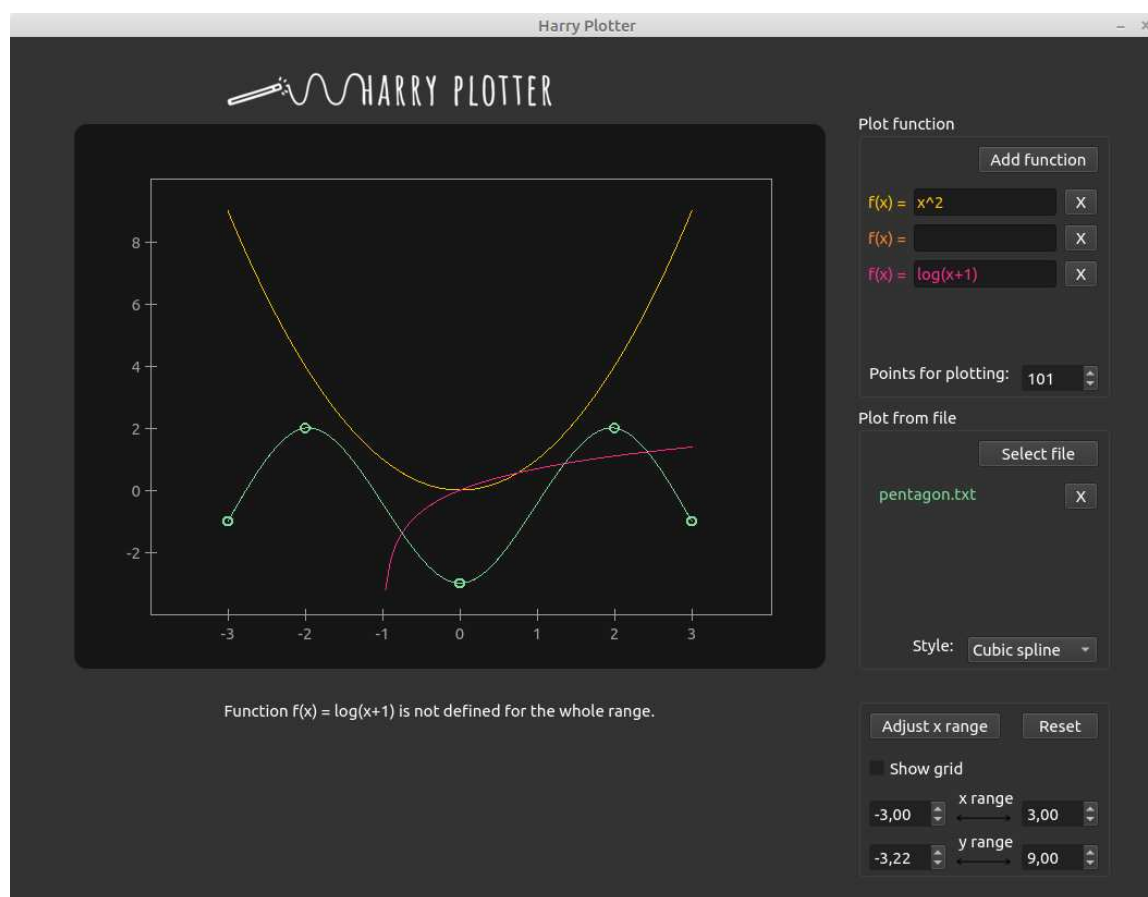 Harry Plotter
HARRY PLOTTER
8
6
4
2
0
-2
-3 -2 -1 0 1 2 3
Function f(x) = log(x+1) is not defined for the whole range.
Plot function
Add function
f(x) = x^2 X
f(x) = X
f(x) = log(x+1) X
Points for plotting: 101
Plot from file
Select file
pentagon.txt X
Style: Cubic spline
Adjust x range Reset
Show grid
x range
-3,00 3,00
y range
-3,22 9,00